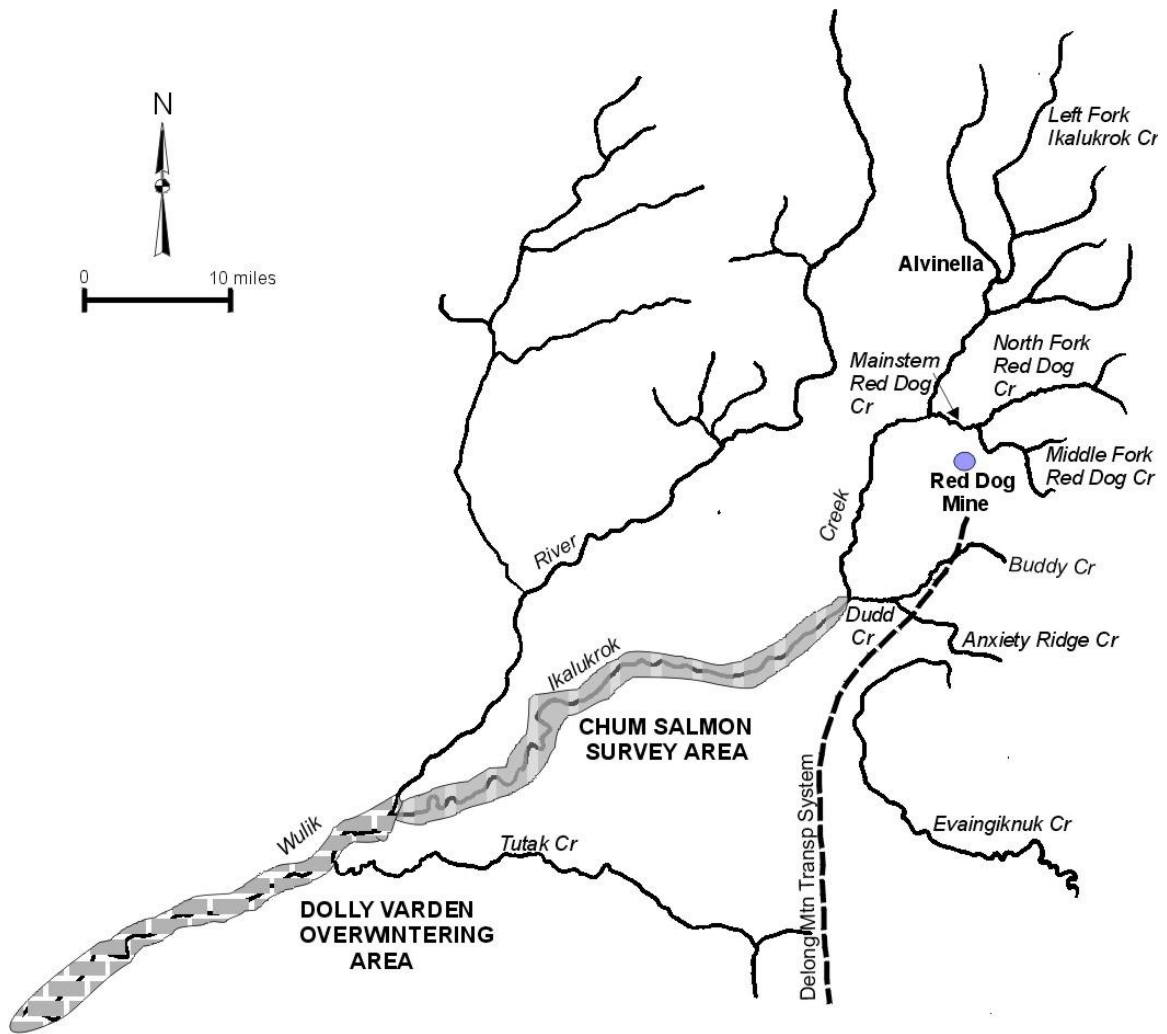 N
0
10 miles
Left Fork
Ikalukrok Cr
Alvinella
North Fork
Red Dog
Cr
Mainstem
Red Dog
Cr
Middle Fork
Red Dog Cr
Red Dog
Mine
Creek
River
Buddy Cr
Dudd
Cr
Anxiety Ridge Cr
Ikalukrok
CHUM SALMON
SURVEY AREA
Delong Mtn Transp System
Evaingiknuk Cr
Wulik
Tutak Cr
DOLLY VARDEN
OVERWINTERING
AREA